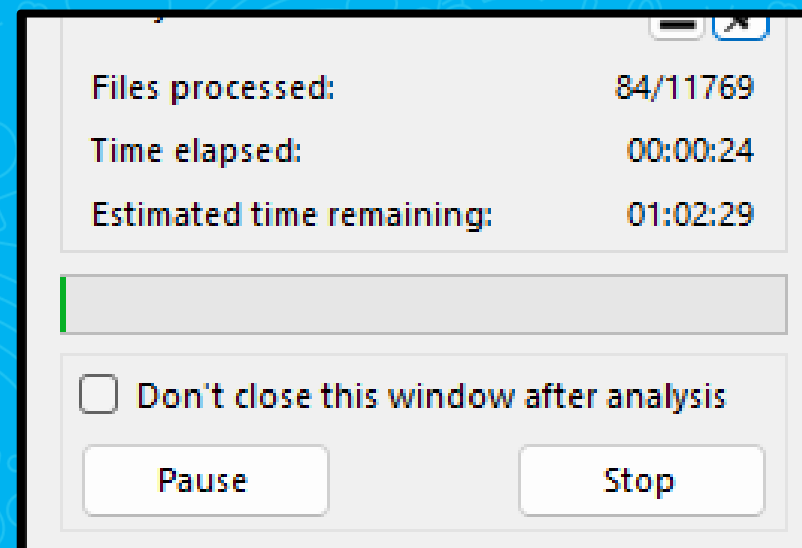 Files processed: 84/11769
Time elapsed: 00:00:24
Estimated time remaining: 01:02:29
Don't close this window after analysis
Pause Stop